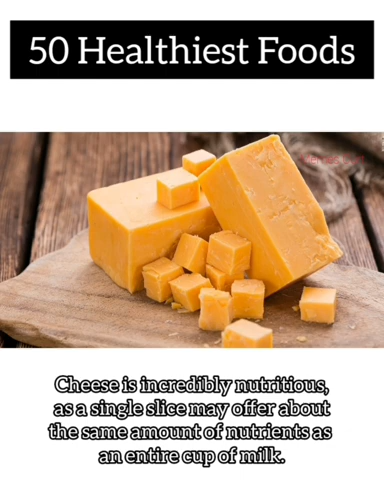 50 Healthiest Foods
Cheese is incredibly nutritious,
as a single slice may offer about
the same amount of nutrients as
an entire cup of milk.